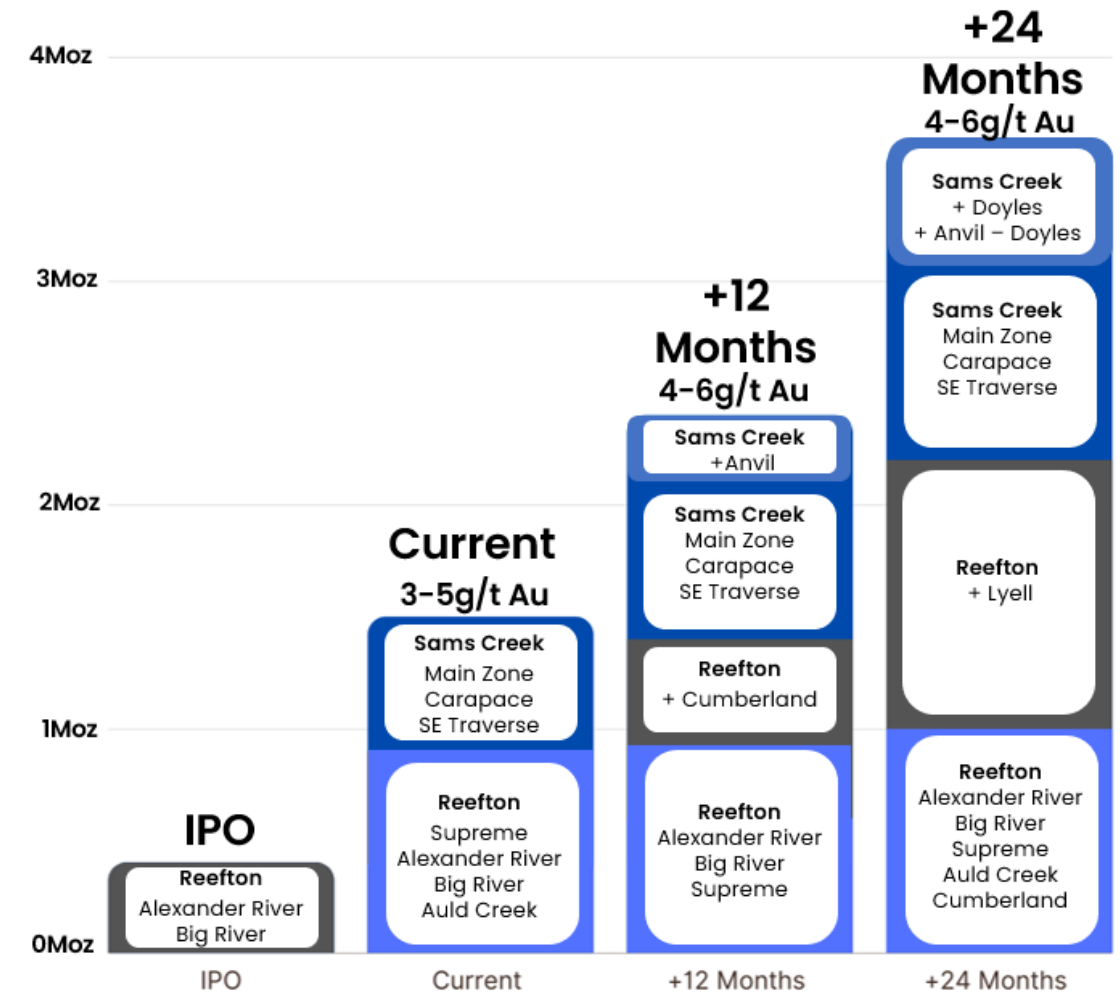 4Moz
3Moz
2Moz
1Moz
0Moz
IPO
Reefton
Alexander River
Big River
IPO
Current
3-5g/t Au
Sams Creek
Main Zone
Carapace
SE Traverse
Reefton
Supreme
Alexander River
Big River
Auld Creek
Current
+12
Months
4-6g/t Au
Sams Creek
+Anvil
Sams Creek
Main Zone
Carapace
SE Traverse
Reefton
+ Cumberland
Reefton
Alexander River
Big River
Supreme
+12 Months
+24
Months
4-6g/t Au
Sams Creek
+ Doyles
+ Anvil – Doyles
Sams Creek
Main Zone
Carapace
SE Traverse
Reefton
+ Lyell
Reefton
Alexander River
Big River
Supreme
Auld Creek
Cumberland
+24 Months